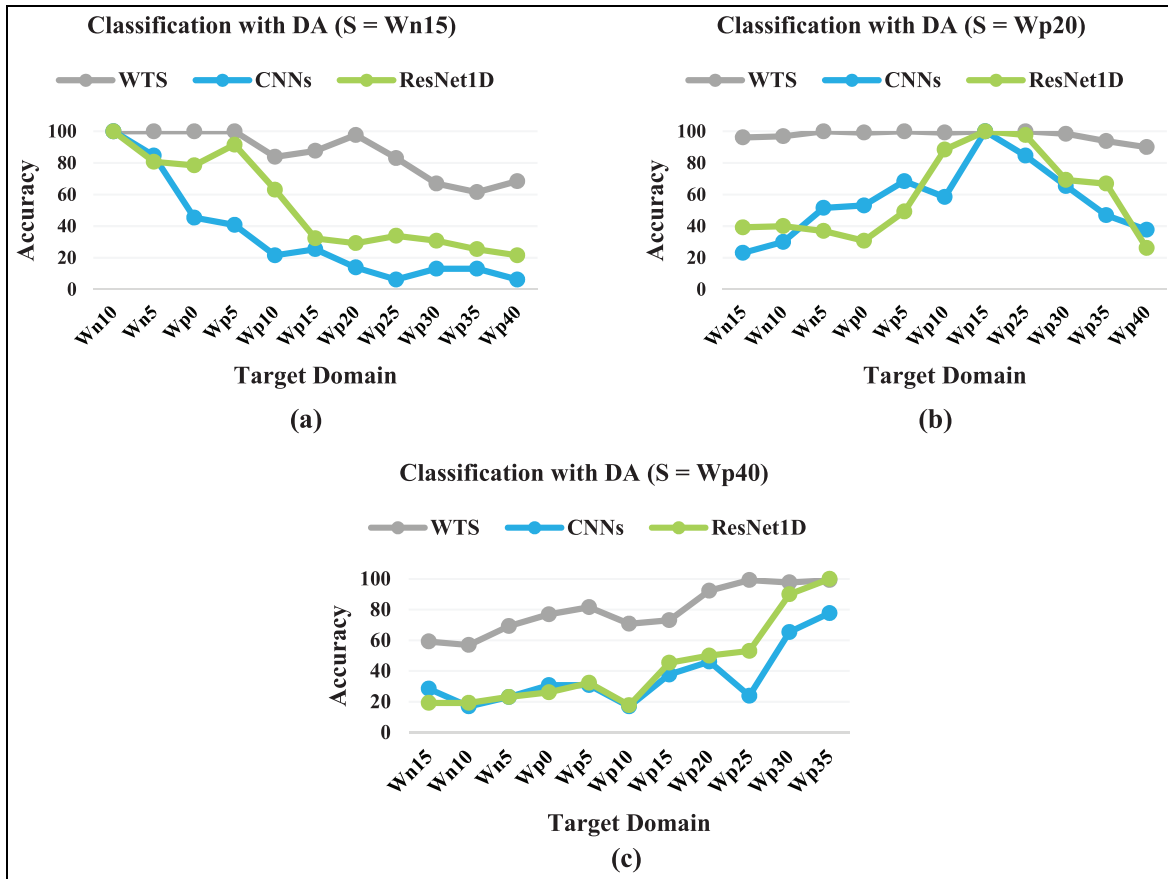 Classification with DA (S = Wn15)
WTS CNNs ResNet1D
100
80
60
40
20
0
Accuracy
Wn10 Wn5 Wp0 Wp5 Wp10 Wp15 Wp20 Wp25 Wp30 Wp35 Wp40
Target Domain
(a)
Classification with DA (S = Wp20)
WTS CNNs ResNet1D
100
80
60
40
20
0
Accuracy
Wn15 Wn10 Wn5 Wp0 Wp5 Wp10 Wp15 Wp25 Wp30 Wp35 Wp40
Target Domain
(b)
Classification with DA (S = Wp40)
WTS CNNs ResNet1D
100
80
60
40
20
0
Accuracy
Wn15 Wn10 Wn5 Wp0 Wp5 Wp10 Wp15 Wp20 Wp25 Wp30 Wp35
Target Domain
(c)